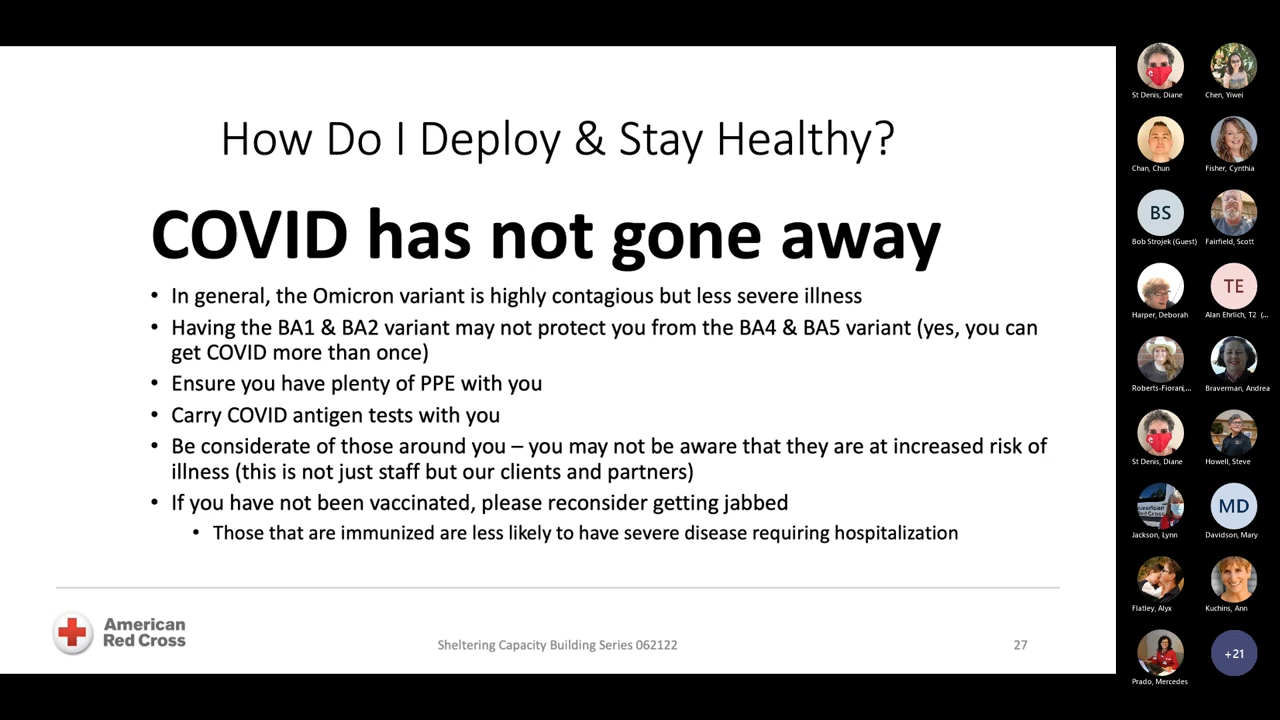 How Do I Deploy & Stay Healthy?
COVID has not gone away
• In general, the Omicron variant is highly contagious but less severe illness
• Having the BA1 & BA2 variant may not protect you from the BA4 & BA5 variant (yes, you can
get COVID more than once)
• Ensure you have plenty of PPE with you
• Carry COVID antigen tests with you
• Be considerate of those around you – you may not be aware that they are at increased risk of
illness (this is not just staff but our clients and partners)
• If you have not been vaccinated, please reconsider getting jabbed
• Those that are immunized are less likely to have severe disease requiring hospitalization
American
Red Cross
Sheltering Capacity Building Series 062122
27
St Denis, Diane
Chen, Yiwei
Chan, Chun
Fisher, Cynthia
BS
Bob Strojek (Guest)
Fairfield, Scott
Harper, Deborah
TE
Alan Ehrlich, T2 (...
Roberts-Fiorani,...
Braverman, Andrea
St Denis, Diane
Howell, Steve
American
Red Cross
Jackson, Lynn
MD
Davidson, Mary
Flatley, Alyx
Kuchins, Ann
Prado, Mercedes
+21